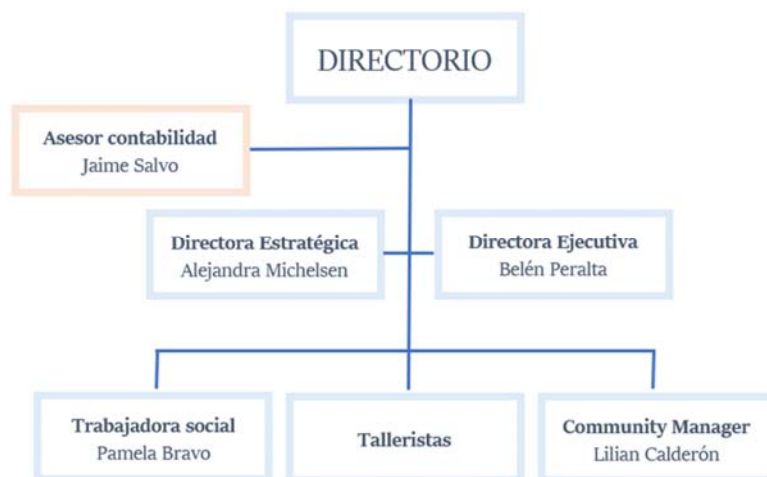 DIRECTORIO
Asesor contabilidad
Jaime Salvo
Directora Estratégica
Alejandra Michelsen
Directora Ejecutiva
Belén Peralta
Trabajadora social
Pamela Bravo
Talleristas
Community Manager
Lilian Calderón